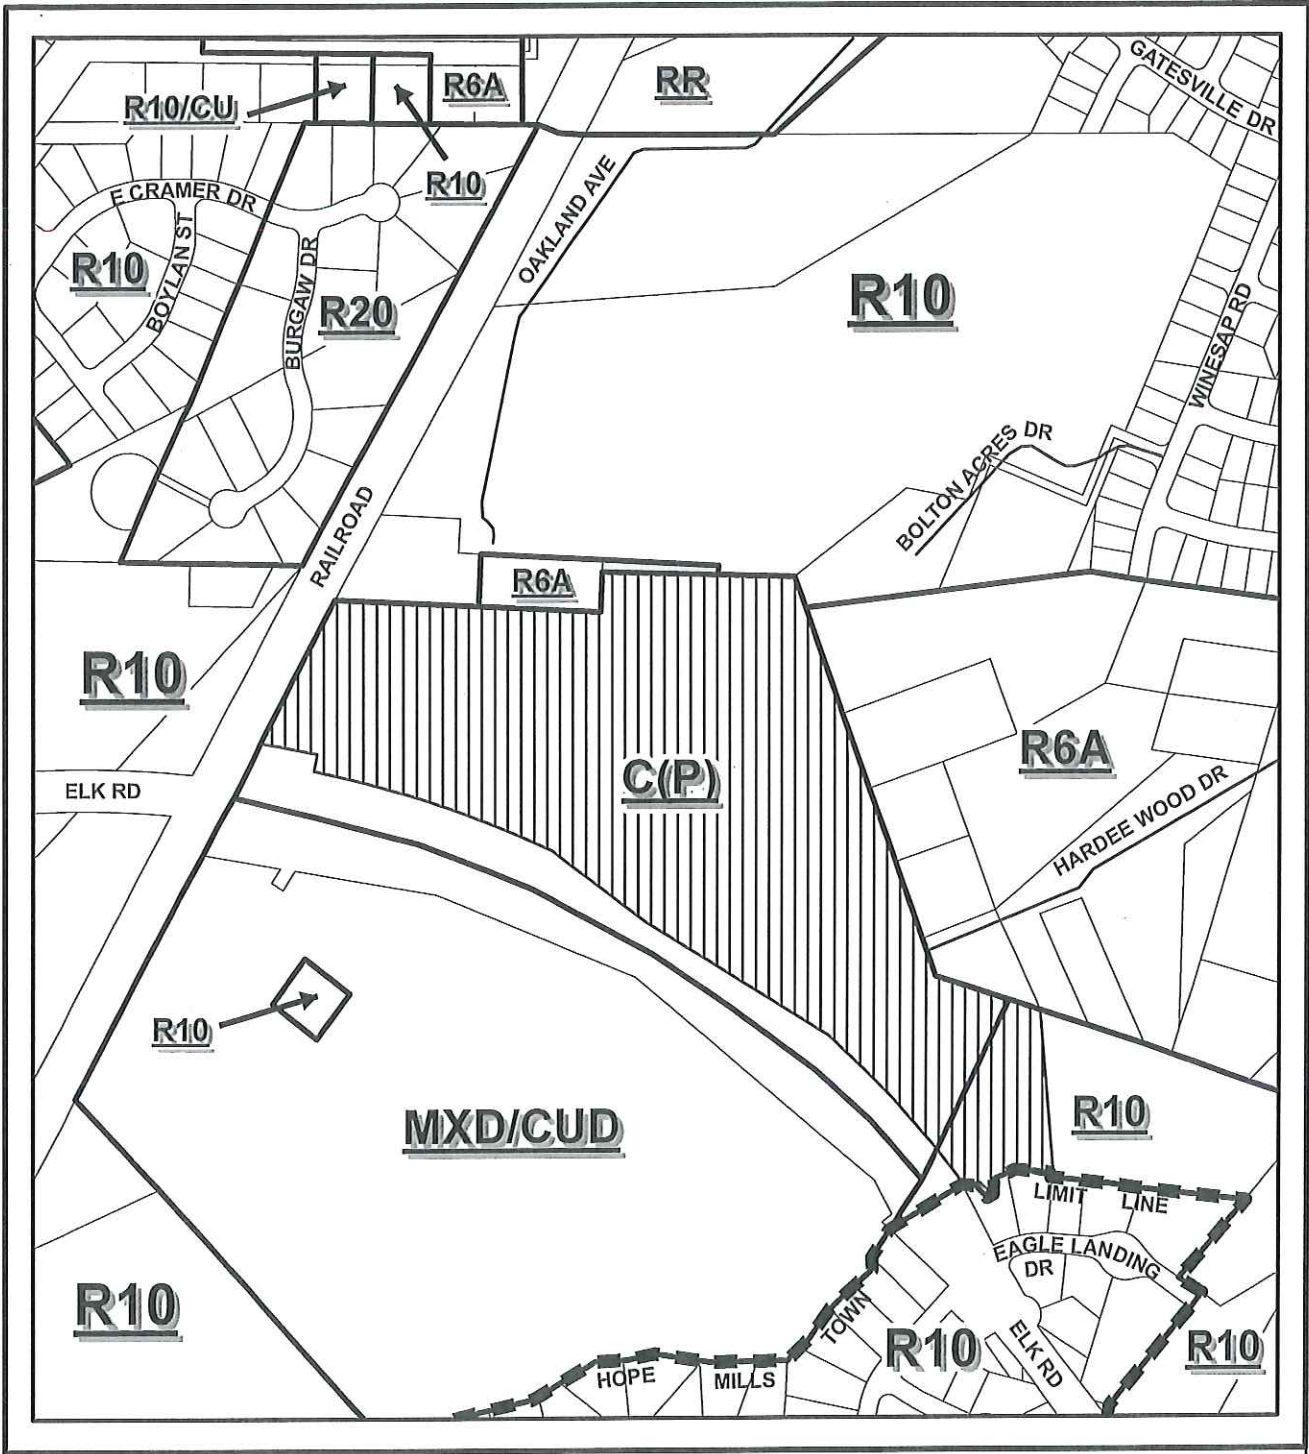 GATESVILLE DR
R10/CU
R6A
RR
R10
E CRAMER DR
OAKLAND AVE
R10
BOYLAN ST
BURGAW DR
R20
R10
WINESAP RD
BOLTON ACRES DR
RAILROAD
R6A
R10
C(P)
R6A
ELK RD
HARDEE WOOD DR
R10
MXD/CUD
R10
LIMIT LINE
EAGLE LANDING
DR
R10
TOWN
R10
ELK RD
R10
HOPE MILLS